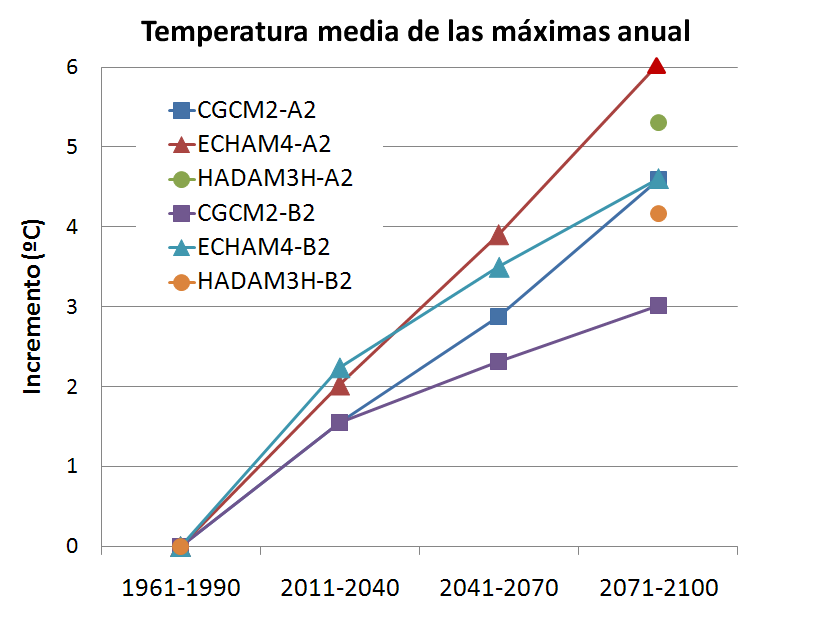 Temperatura media de las máximas anual
6
5
4
3
2
1
0
Incremento (ºC)
CGCM2-A2
ECHAM4-A2
HADAM3H-A2
CGCM2-B2
ECHAM4-B2
HADAM3H-B2
1961-1990 2011-2040 2041-2070 2071-2100